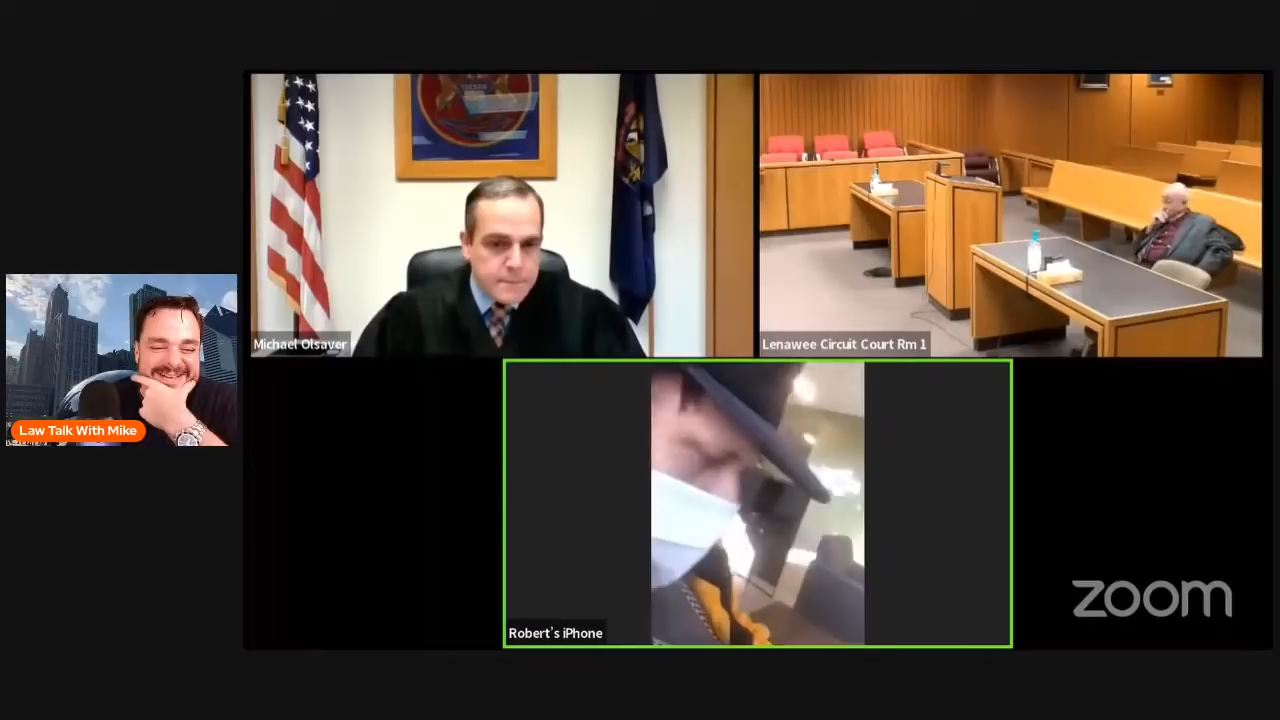 Michael Olsaver
Lenawee Circuit Court Rm 1
Law Talk With Mike
Robert's iPhone
zoom